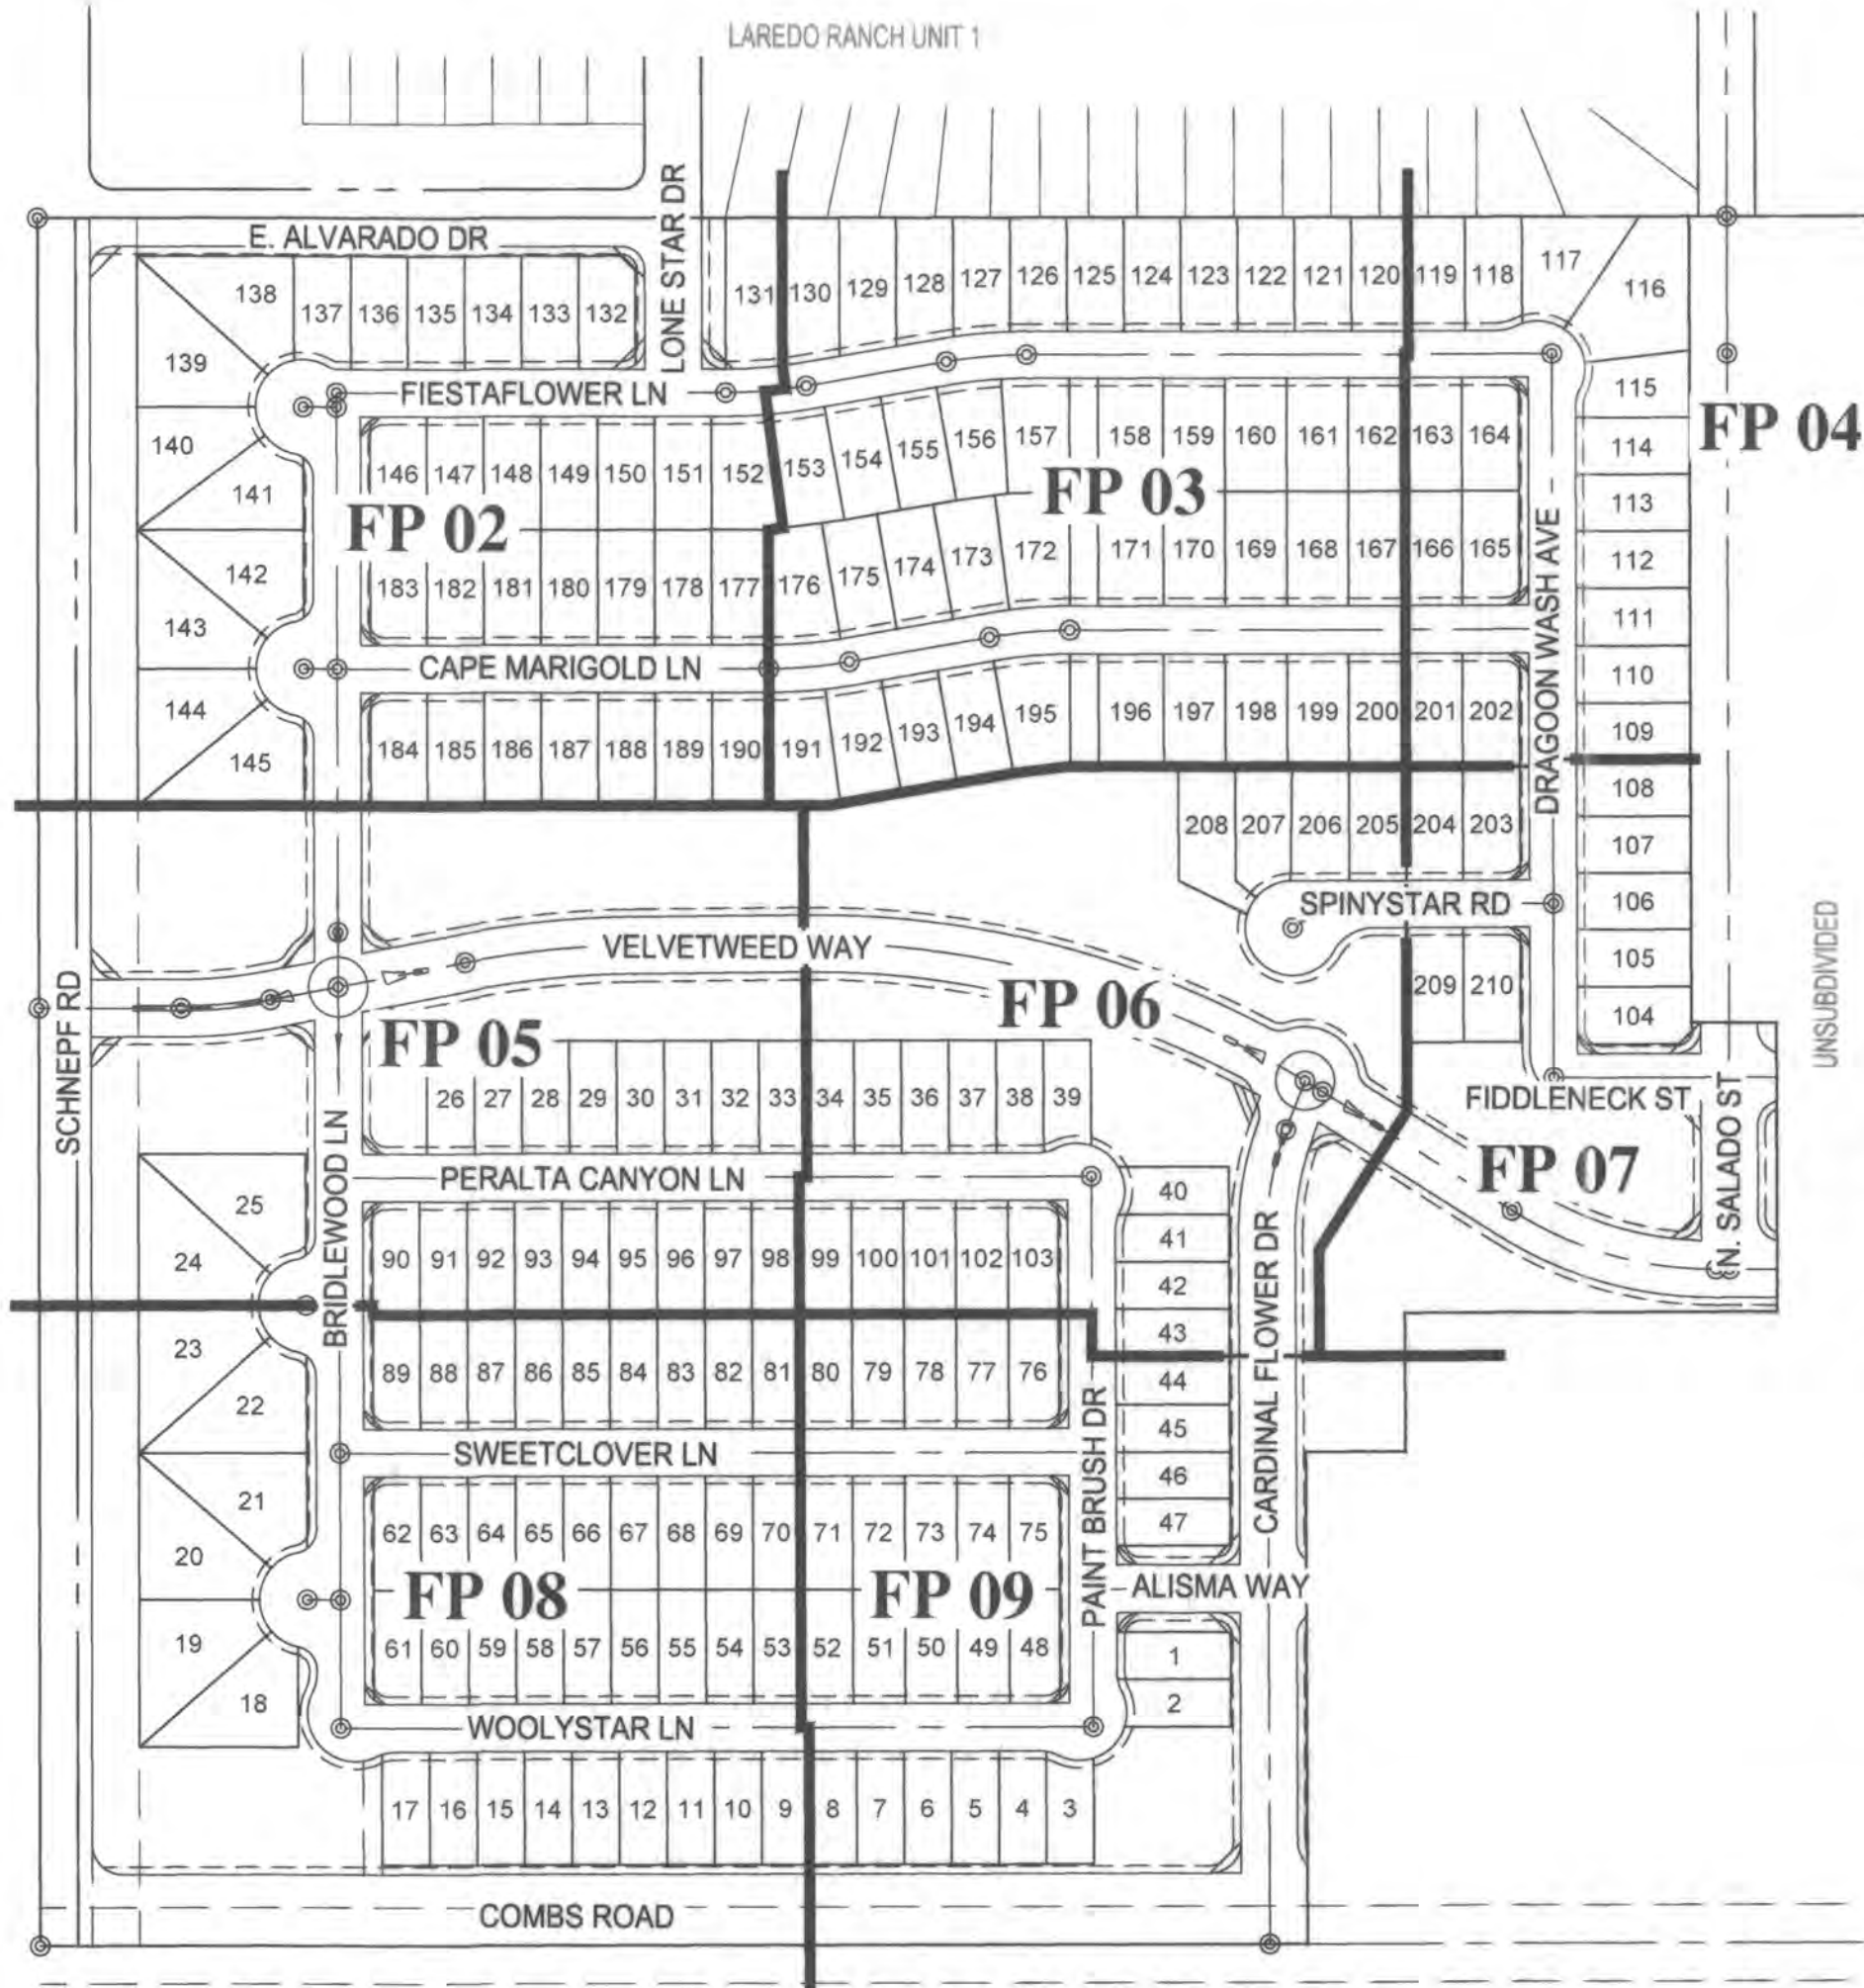 LAREDO RANCH UNIT 1
E. ALVARADO DR
LONE STAR DR
138 137 136 135 134 133 132
131 130 129 128 127 126 125 124 123 122 121 120 119 118 117 116
139
FIESTAFLOWER LN
115
140
141
146 147 148 149 150 151 152 153 154 155 156 157 158 159 160 161 162 163 164
114
FP 04
FP 02
FP 03
113
142
183 182 181 180 179 178 177 176 175 174 173 172 171 170 169 168 167 166 165
112
143
111
CAPE MARIGOLD LN
DRAGOON WASH AVE
110
144
145
184 185 186 187 188 189 190 191 192 193 194 195 196 197 198 199 200 201 202
109
108
208 207 206 205 204 203
107
SPINYSTAR RD
106
UNSUBDIVIDED
VELVETWEED WAY
105
SCHNEPF RD
FP 06
209 210
104
FP 05
26 27 28 29 30 31 32 33 34 35 36 37 38 39
FIDDLENECK ST
BRIDLEWOOD LN
PERALTA CANYON LN
40
FP 07
N. SALADO ST
25
24
90 91 92 93 94 95 96 97 98 99 100 101 102 103
41
42
43
CARDINAL FLOWER DR
23
22
89 88 87 86 85 84 83 82 81 80 79 78 77 76
44
45
SWEETCLOVER LN
PAINT BRUSH DR
46
21
20
62 63 64 65 66 67 68 69 70 71 72 73 74 75
47
FP 08
FP 09
ALISMA WAY
19
18
61 60 59 58 57 56 55 54 53 52 51 50 49 48
1
2
WOOLYSTAR LN
17 16 15 14 13 12 11 10 9 8 7 6 5 4 3
COMBS ROAD